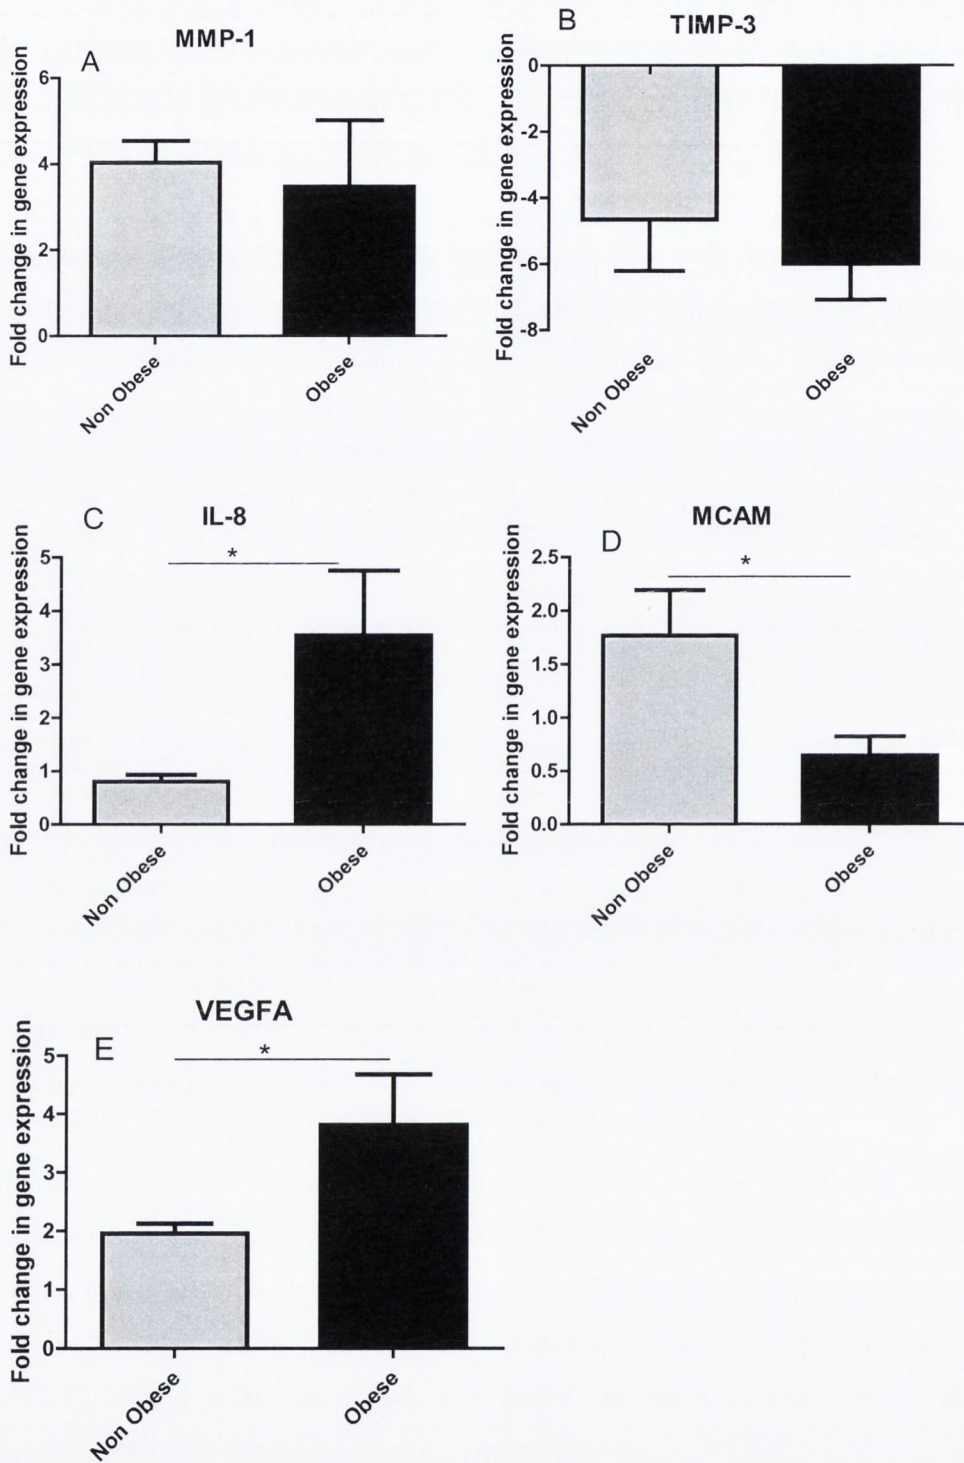 A
MMP-1
Fold change in gene expression
6
4
2
0
Non Obese
Obese
B
TIMP-3
Fold change in gene expression
0
-2
-4
-6
-8
Non Obese
Obese
C
IL-8
Fold change in gene expression
5
4
3
2
1
0
*
Non Obese
Obese
D
MCAM
Fold change in gene expression
2.5
2.0
1.5
1.0
0.5
0.0
*
Non Obese
Obese
E
VEGFA
Fold change in gene expression
5
4
3
2
1
0
*
Non Obese
Obese